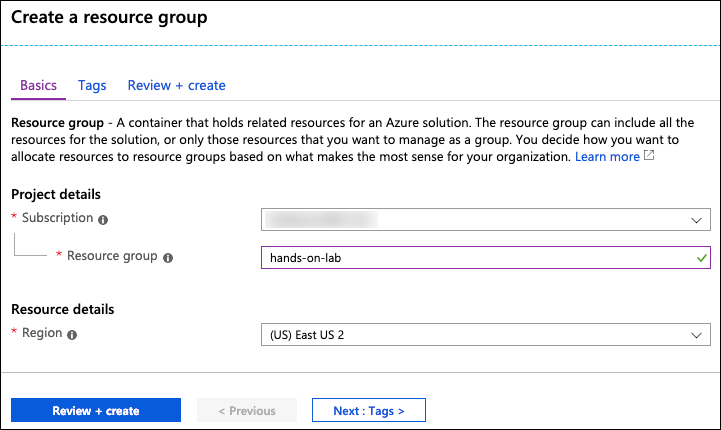 Create a resource group
Basics Tags Review + create
Resource group - A container that holds related resources for an Azure solution. The resource group can include all the
resources for the solution, or only those resources that you want to manage as a group. You decide how you want to
allocate resources to resource groups based on what makes the most sense for your organization. Learn more
Project details
* Subscription
* Resource group hands-on-lab
Resource details
* Region (US) East US 2
Review + create < Previous Next : Tags >